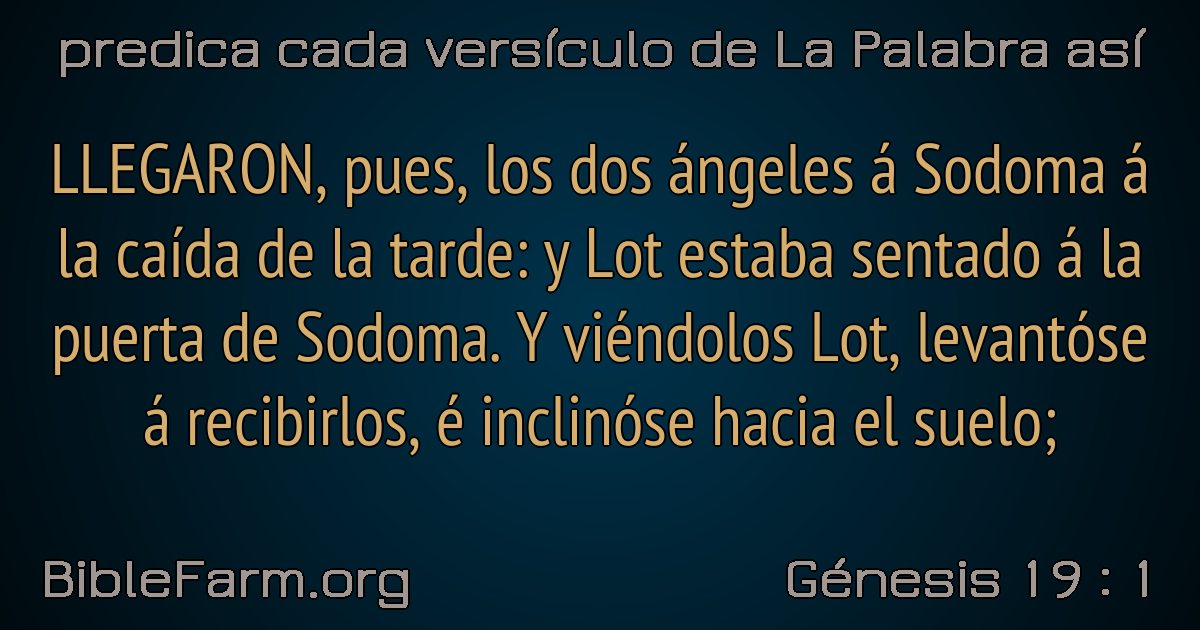 predica cada versículo de La Palabra así
LLEGARON, pues, los dos ángeles á Sodoma á
la caída de la tarde: y Lot estaba sentado á la
puerta de Sodoma. Y viéndolos Lot, levantóse
á recibirlos, é inclinóse hacia el suelo;
BibleFarm.org
Génesis 19 : 1